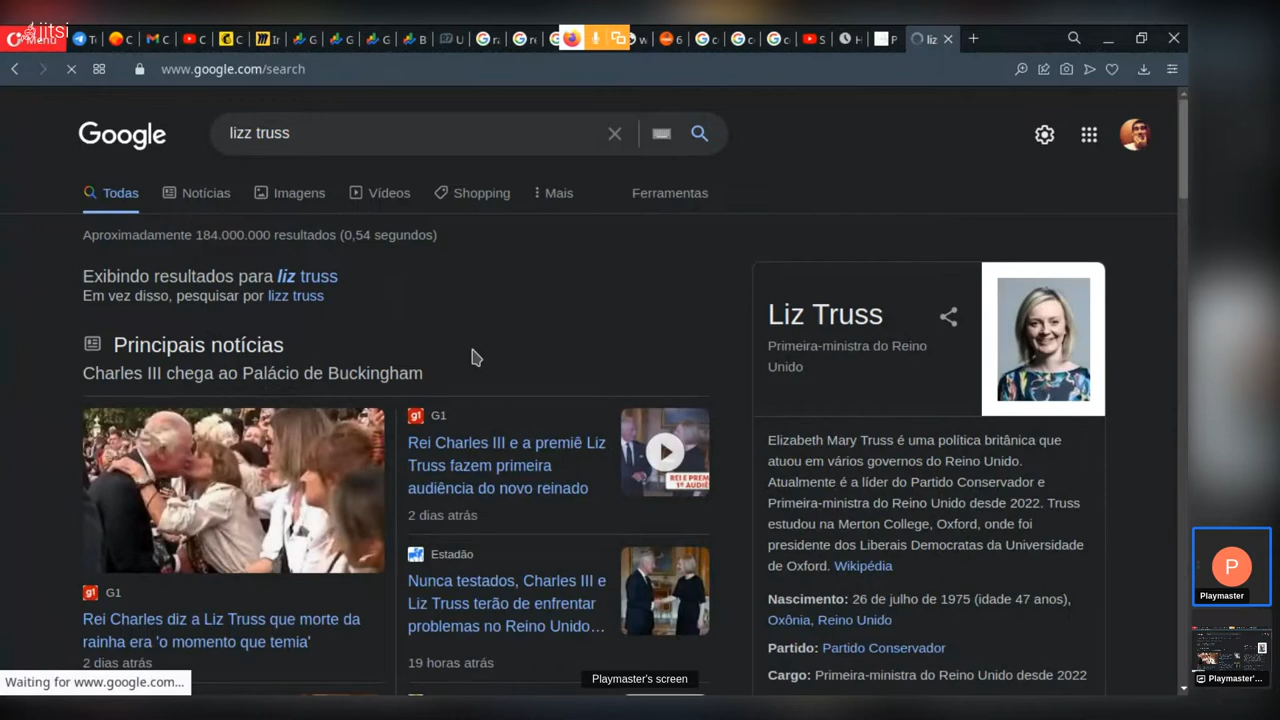 jitsi
Menu
liz
www.google.com/search
Google
lizz truss
Todas
Notícias
Imagens
Vídeos
Shopping
Mais
Ferramentas
Aproximadamente 184.000.000 resultados (0,54 segundos)
Exibindo resultados para liz truss
Em vez disso, pesquisar por lizz truss
Principais notícias
Charles III chega ao Palácio de Buckingham
G1
Rei Charles diz a Liz Truss que morte da
rainha era 'o momento que temia'
2 dias atrás
G1
Rei Charles III e a premiê Liz
Truss fazem primeira
audiência do novo reinado
2 dias atrás
REI E PREM
1ª AUDIÊN
Estadão
Nunca testados, Charles III e
Liz Truss terão de enfrentar
problemas no Reino Unido…
19 horas atrás
Liz Truss
Primeira-ministra do Reino
Unido
Elizabeth Mary Truss é uma política britânica que
atuou em vários governos do Reino Unido.
Atualmente é a líder do Partido Conservador e
Primeira-ministra do Reino Unido desde 2022. Truss
estudou na Merton College, Oxford, onde foi
presidente dos Liberais Democratas da Universidade
de Oxford. Wikipédia
Nascimento: 26 de julho de 1975 (idade 47 anos),
Oxônia, Reino Unido
Partido: Partido Conservador
Cargo: Primeira-ministra do Reino Unido desde 2022
Waiting for www.google.com...
Playmaster's screen
P
Playmaster
Playmaster'...